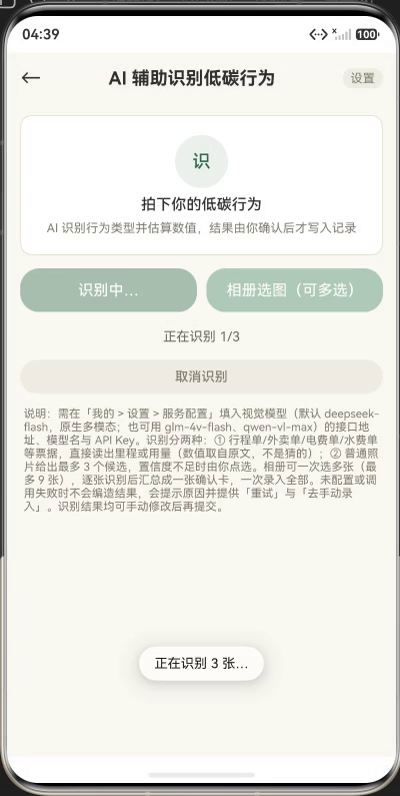 04:39
100
AI 辅助识别低碳行为
设置
识
拍下你的低碳行为
AI 识别行为类型并估算数值，结果由你确认后才写入记录
识别中...
相册选图（可多选）
正在识别 1/3
取消识别
说明：需在「我的 > 设置 > 服务配置」填入视觉模型（默认 deepseek-
flash，原生多模态；也可用 glm-4v-flash、qwen-vl-max）的接口地
址、模型名与 API Key。识别分两种：① 行程单/外卖单/电费单/水费单
等票据，直接读出里程或用量（数值取自原文，不是猜的）；② 普通照
片给出最多 3 个候选，置信度不足时由你点选。相册可一次选多张（最
多 9 张），逐张识别后汇总成一张确认卡，一次录入全部。未配置或调
用失败时不会编造结果，会提示原因并提供「重试」与「去手动录
入」。识别结果均可手动修改后再提交。
正在识别 3 张...